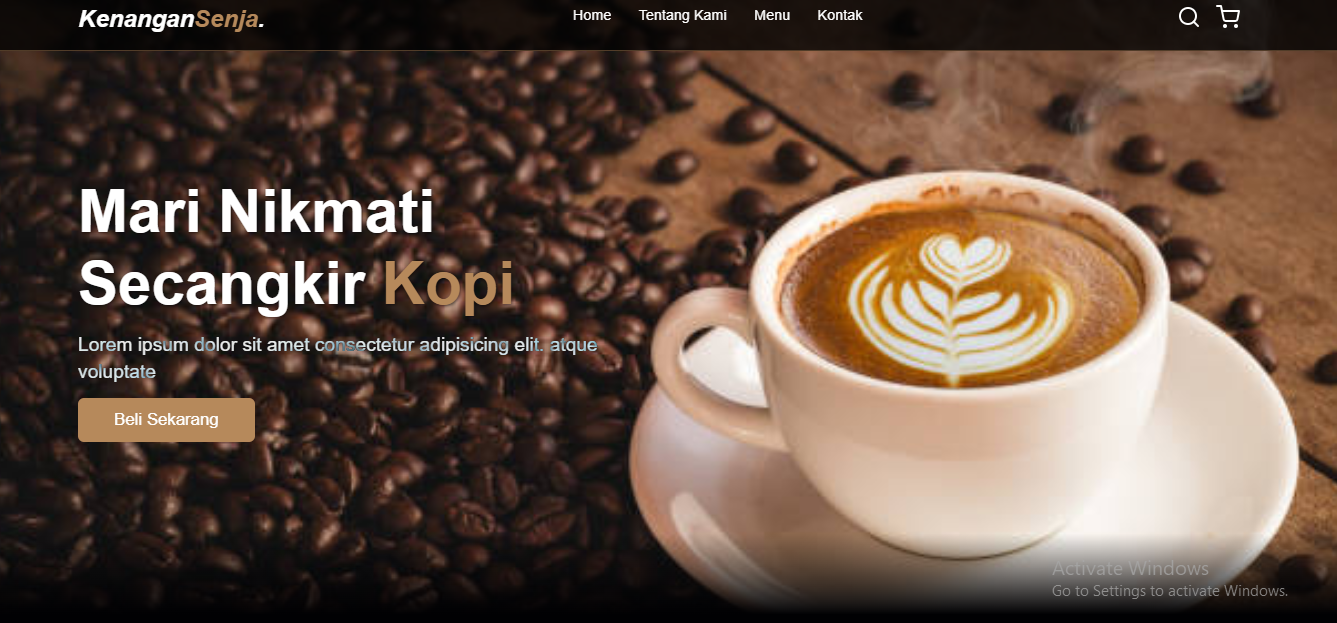 KenanganSenja.
Home Tentang Kami Menu Kontak
Mari Nikmati
Secangkir Kopi
Lorem ipsum dolor sit amet consectetur adipisicing elit. atque
voluptate
Beli Sekarang
Activate Windows
Go to Settings to activate Windows.